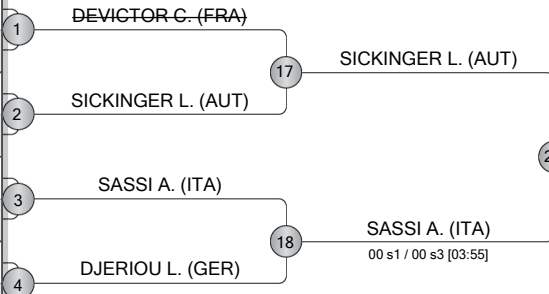 1 DEVICTOR C. (FRA)
17 SICKINGER L. (AUT)
2 SICKINGER L. (AUT)
3 SASSI A. (ITA)
18 SASSI A. (ITA)
00 s1 / 00 s3 [03:55]
4 DJERIOU L. (GER)